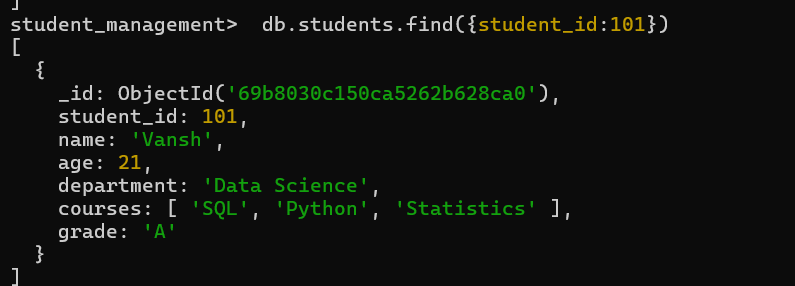 ]
student_management>  db.students.find({student_id:101})
[
  {
    _id: ObjectId('69b8030c150ca5262b628ca0'),
    student_id: 101,
    name: 'Vansh',
    age: 21,
    department: 'Data Science',
    courses: [ 'SQL', 'Python', 'Statistics' ],
    grade: 'A'
  }
]